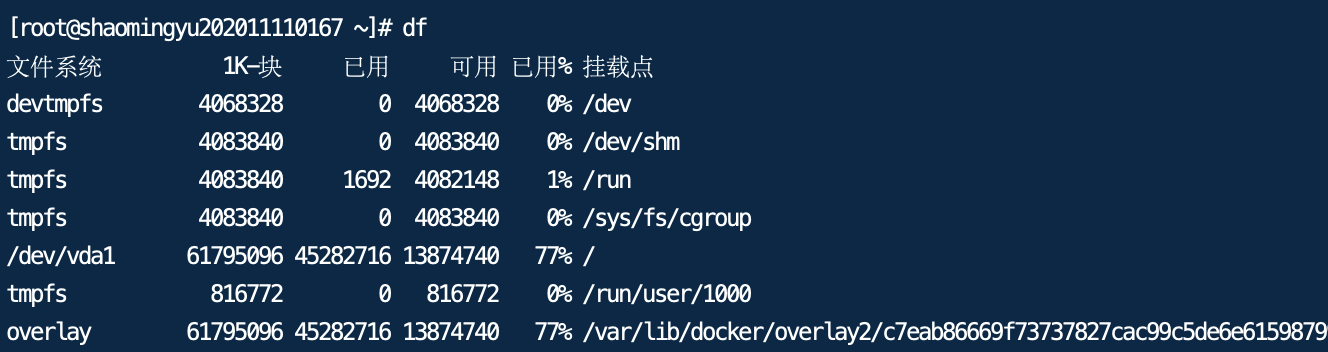 [root@shaomingyu202011110167 ~]# df
文件系统 1K-块 已用 可用 已用% 挂载点
devtmpfs 4068328 0 4068328 0% /dev
tmpfs 4083840 0 4083840 0% /dev/shm
tmpfs 4083840 1692 4082148 1% /run
tmpfs 4083840 0 4083840 0% /sys/fs/cgroup
/dev/vda1 61795096 45282716 13874740 77% /
tmpfs 816772 0 816772 0% /run/user/1000
overlay 61795096 45282716 13874740 77% /var/lib/docker/overlay2/c7eab86669f73737827cac99c5de6e6159879